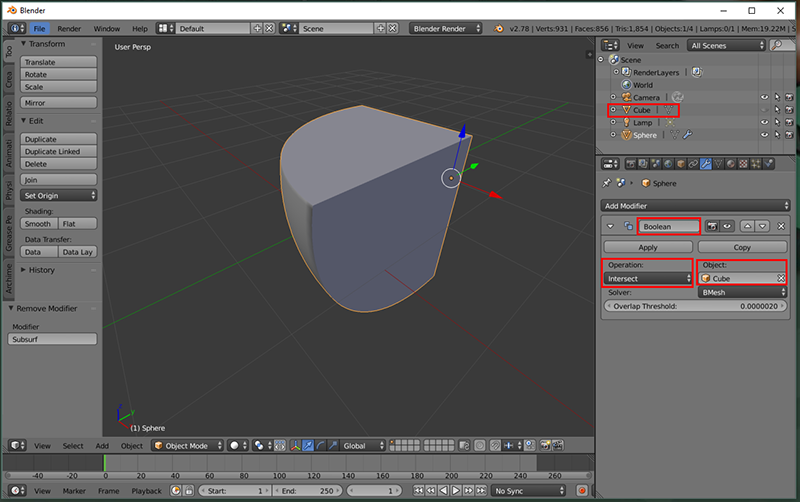 Blender
File Render Window Help Default Scene Blender Render v2.78 | Verts:931 | Faces:856 | Tris:1,854 | Objects:1/4 | Lamps:0/1 | Mem:19.22M | S
Too
Crea
Relatio
Animati
Physi
Grease Pe
Archime
Transform
Translate
Rotate
Scale
Mirror
Edit
Duplicate
Duplicate Linked
Delete
Join
Set Origin
Shading:
Smooth Flat
Data Transfer:
Data Data Lay
History
Remove Modifier
Modifier
Subsurf
User Persp
(1) Sphere
View Select Add Object Object Mode Global
-40 -20 0 20 40 60 80 100 120 140 160 180 200 220 240 260
View Marker Frame Playback Start: 1 End: 250 1 No Sync
View Search All Scenes
Scene
RenderLayers
World
Camera
Cube
Lamp
Sphere
Sphere
Add Modifier
Boolean
Apply Copy
Operation: Object:
Intersect Cube
Solver: BMesh
Overlap Threshold: 0.0000020